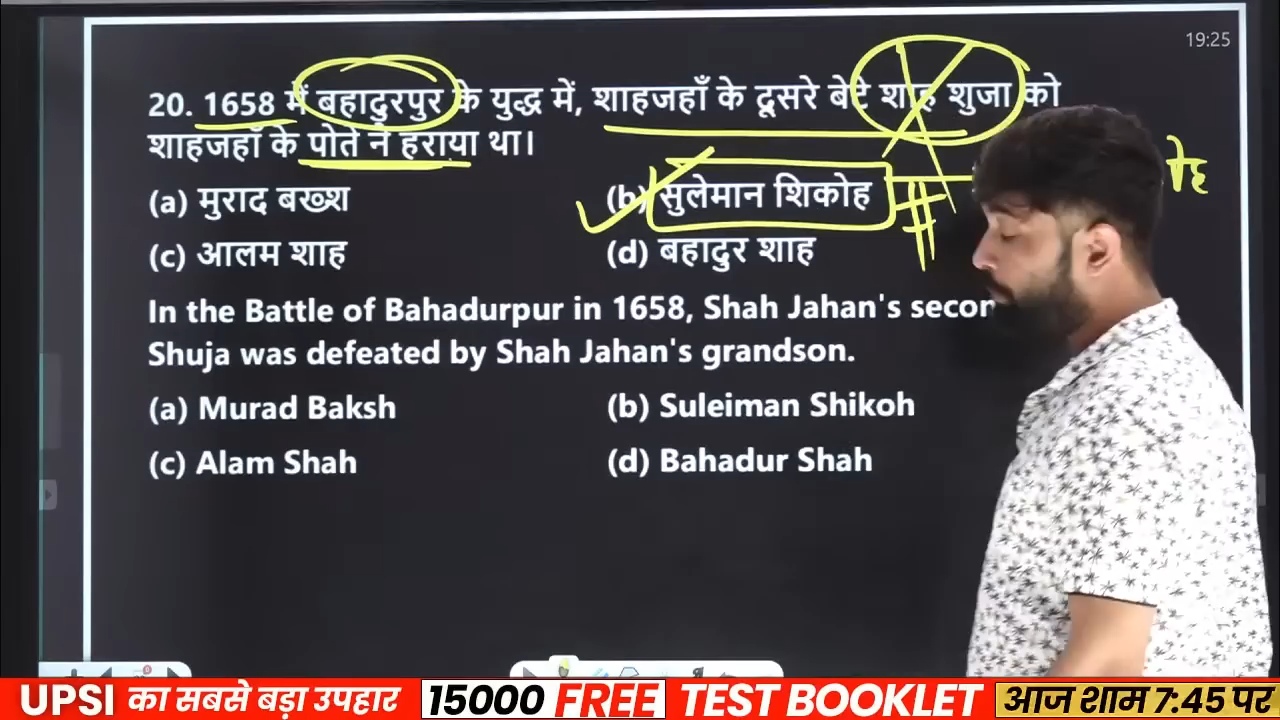 19:25
20. 1658 में बहादुरपुर के युद्ध में, शाहजहाँ के दूसरे बेटे शाह शुजा को
शाहजहाँ के पोते ने हराया था।
(a) मुराद बख्श (b) सुलेमान शिकोह
(c) आलम शाह (d) बहादुर शाह
In the Battle of Bahadurpur in 1658, Shah Jahan's secon
Shuja was defeated by Shah Jahan's grandson.
(a) Murad Baksh (b) Suleiman Shikoh
(c) Alam Shah (d) Bahadur Shah
UPSI का सबसे बड़ा उपहार 15000 FREE TEST BOOKLET आज शाम 7:45 पर